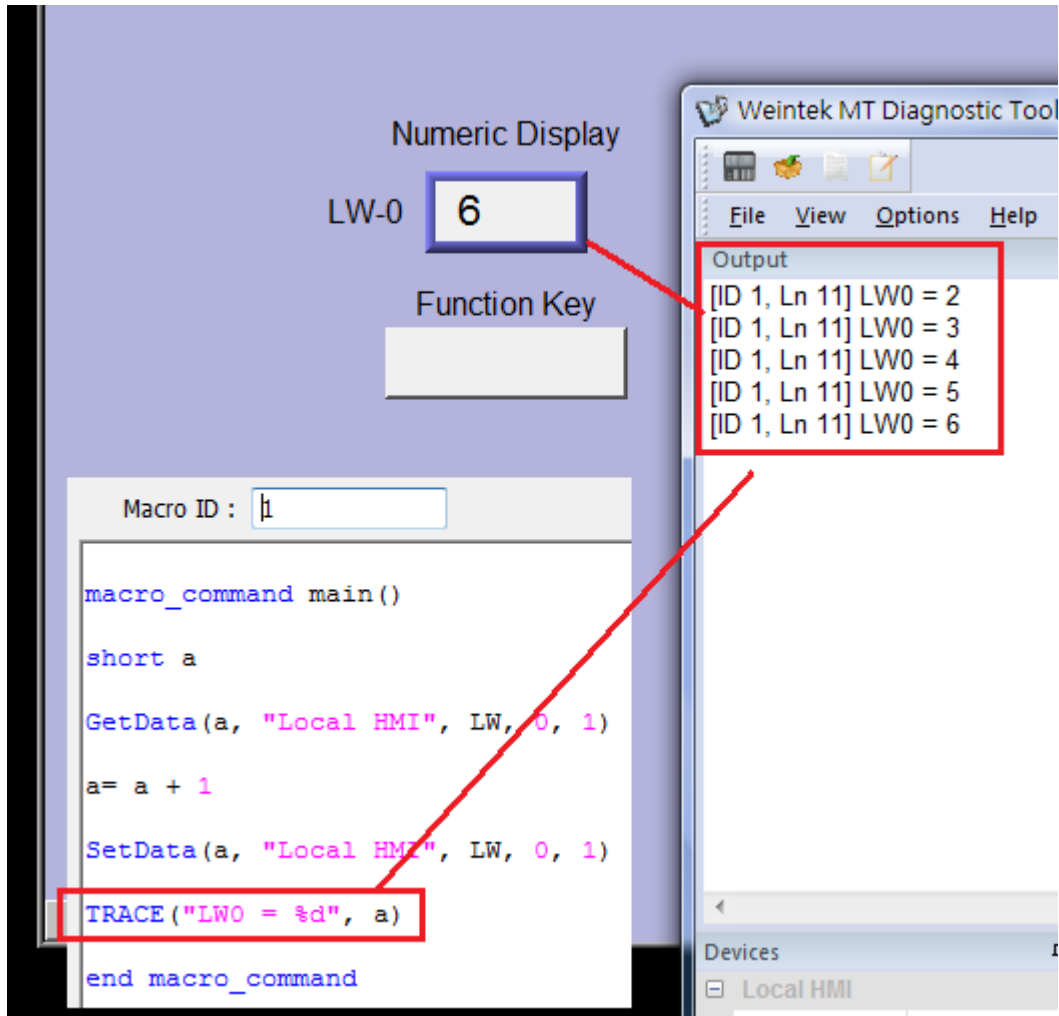 Numeric Display
LW-0 6
Function Key
Macro ID : 1
macro_command main()
short a
GetData(a, "Local HMI", LW, 0, 1)
a= a + 1
SetData(a, "Local HMI", LW, 0, 1)
TRACE("LW0 = %d", a)
end macro_command
Weintek MT Diagnostic Tool
File View Options Help
Output
[ID 1, Ln 11] LW0 = 2
[ID 1, Ln 11] LW0 = 3
[ID 1, Ln 11] LW0 = 4
[ID 1, Ln 11] LW0 = 5
[ID 1, Ln 11] LW0 = 6
Devices
Local HMI